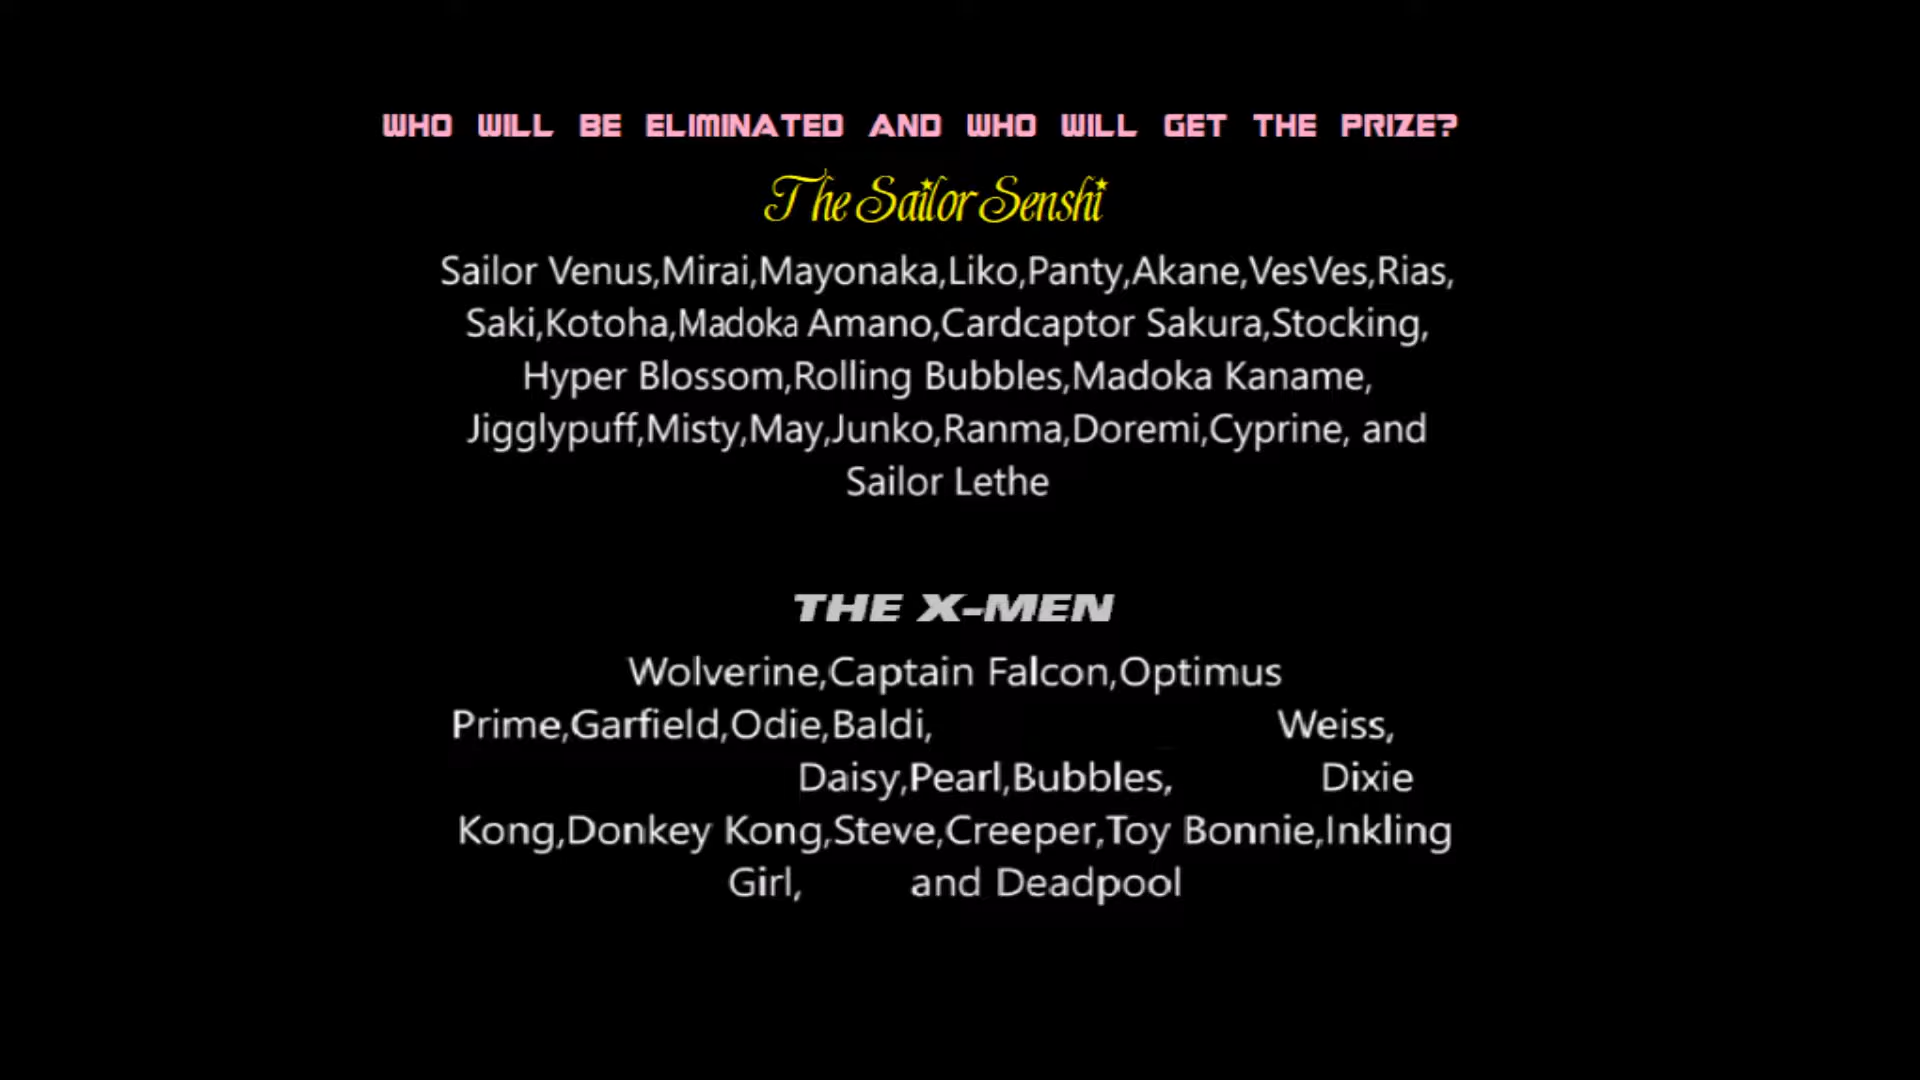 WHO WILL BE ELIMINATED AND WHO WILL GET THE PRIZE?
The Sailor Senshi
Sailor Venus,Mirai,Mayonaka,Liko,Panty,Akane,VesVes,Rias,
Saki,Kotoha,Madoka Amano,Cardcaptor Sakura,Stocking,
Hyper Blossom,Rolling Bubbles,Madoka Kaname,
Jigglypuff,Misty,May,Junko,Ranma,Doremi,Cyprine, and
Sailor Lethe
THE X-MEN
Wolverine,Captain Falcon,Optimus
Prime,Garfield,Odie,Baldi, Weiss,
Daisy,Pearl,Bubbles, Dixie
Kong,Donkey Kong,Steve,Creeper,Toy Bonnie,Inkling
Girl, and Deadpool